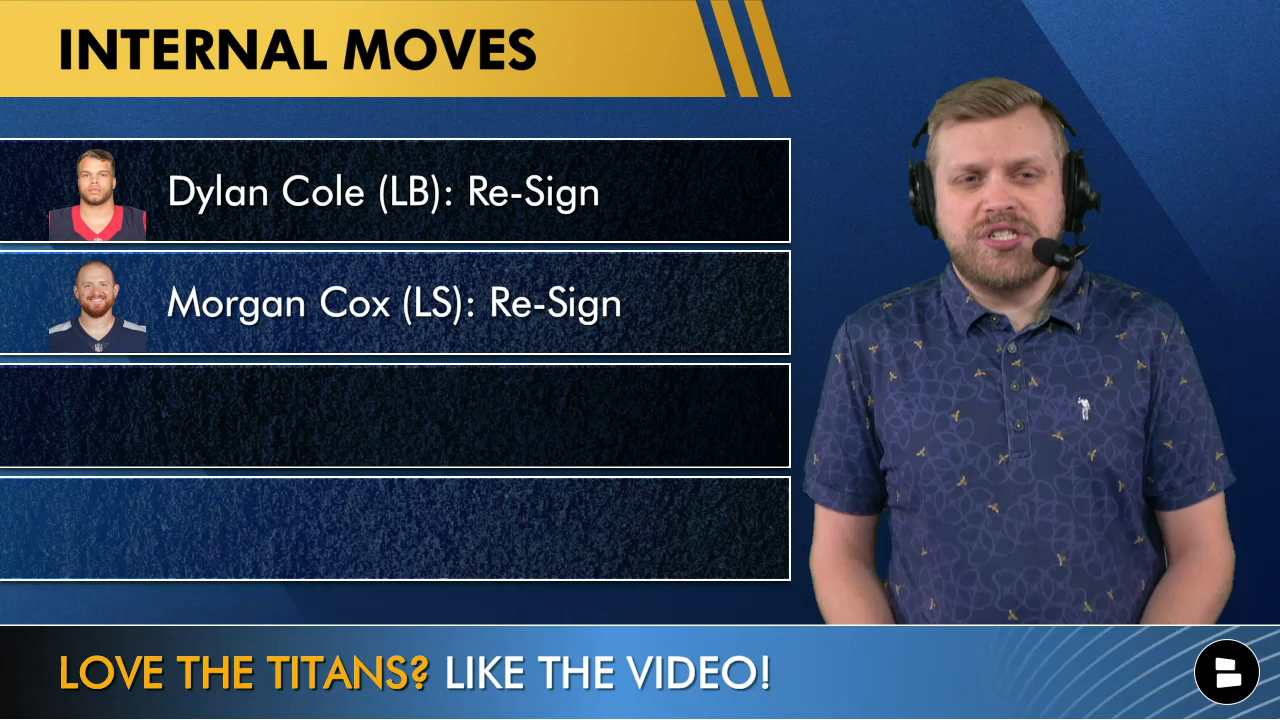 INTERNAL MOVES
Dylan Cole (LB): Re-Sign
Morgan Cox (LS): Re-Sign
LOVE THE TITANS? LIKE THE VIDEO!